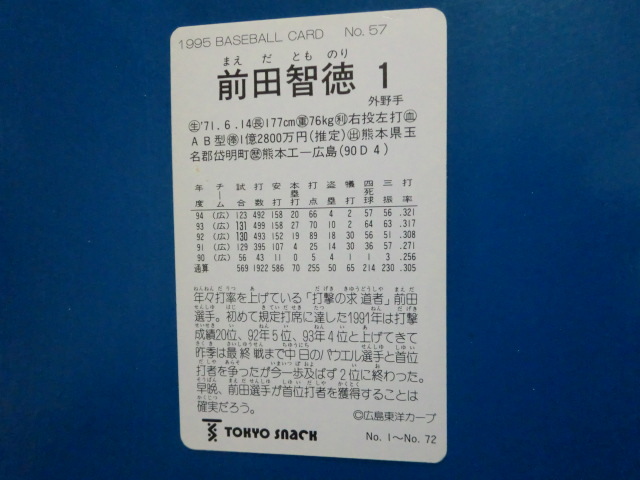 1995 BASEBALL CARD No. 57
まえ だ とも のり
前田智徳 1
外野手
㊤'71.6.14㊐177cm㊥76kg㊨右投左打㊧
ＡＢ型㊝1億2800万円(推定)㊞熊本県玉
名郡岱明町㊟熊本工ー広島(90Ｄ4)
年度 チーム 試合 打数 安打 本塁打 打点 盗塁 犠打 四死球 三振 打率
94 (広) 123 492 158 20 66 4 2 57 56 .321
93 (広) 131 499 158 27 70 10 2 64 63 .317
92 (広) 130 493 152 19 89 18 30 56 51 .308
91 (広) 129 395 107 4 25 14 30 36 57 .271
90 (広) 56 43 11 0 5 4 1 1 3 .256
通算 569 1922 586 70 255 50 65 214 230 .305
年々打率を上げている「打撃の求道者」前田
選手。初めて規定打席に達した1991年は打撃
成績20位、92年5位、93年4位と上げてきて
昨季は最終戦まで中日のパウエル選手と首位
打者を争ったが今一歩及ばず2位に終わった。
早晩、前田選手が首位打者を獲得することは
確実だろう。
©広島東洋カープ
TOKYO SNACK
No. 1〜No. 72